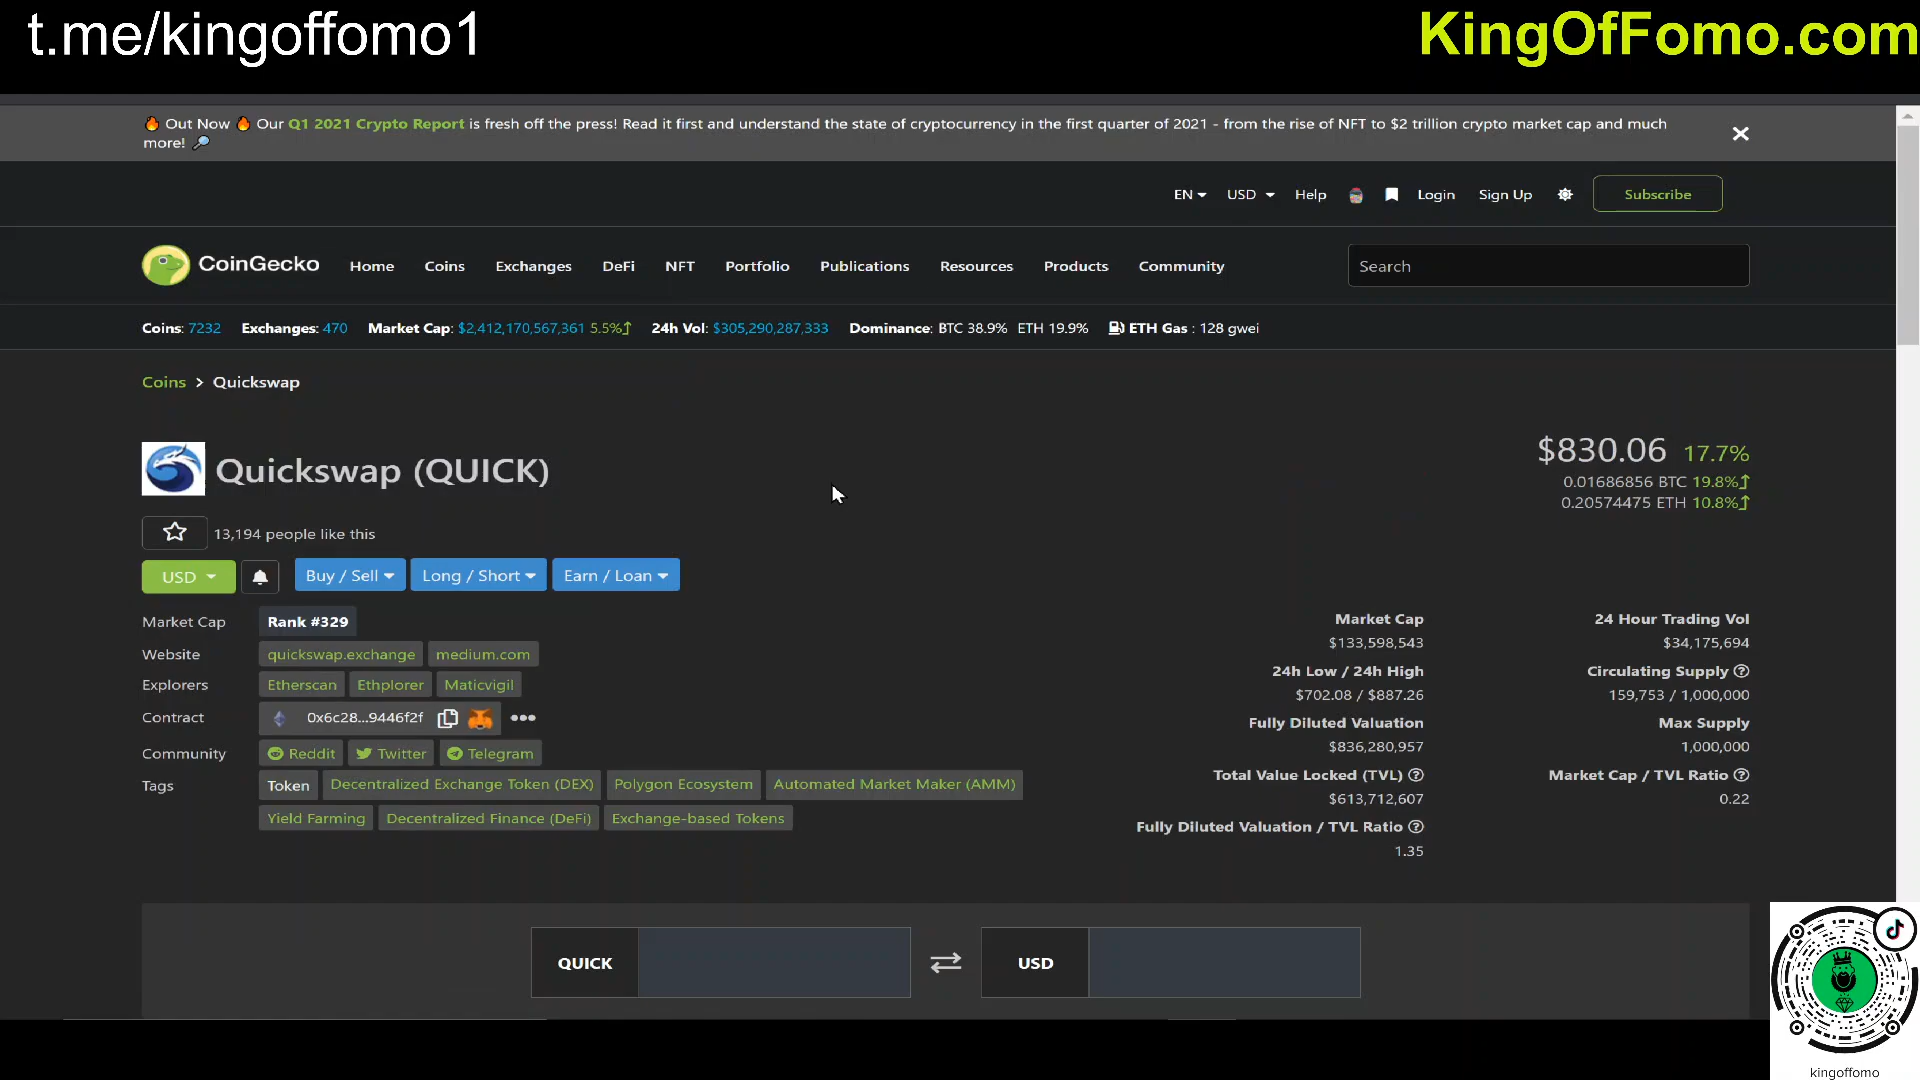 t.me/kingoffomo1
KingOfFomo.com
🔥 Out Now 🔥 Our Q1 2021 Crypto Report is fresh off the press! Read it first and understand the state of cryptocurrency in the first quarter of 2021 - from the rise of NFT to $2 trillion crypto market cap and much
more! 🔎
EN USD Help Login Sign Up Subscribe
CoinGecko Home Coins Exchanges DeFi NFT Portfolio Publications Resources Products Community Search
Coins: 7232 Exchanges: 470 Market Cap: $2,412,170,567,361 5.5% 24h Vol: $305,290,287,333 Dominance: BTC 38.9% ETH 19.9% ETH Gas : 128 gwei
Coins > Quickswap
Quickswap (QUICK)
$830.06 17.7%
0.01686856 BTC 19.8%
0.20574475 ETH 10.8%
13,194 people like this
USD Buy / Sell Long / Short Earn / Loan
Market Cap Rank #329
Website quickswap.exchange medium.com
Explorers Etherscan Ethplorer Maticvigil
Contract 0x6c28...9446f2f •••
Community Reddit Twitter Telegram
Tags Token Decentralized Exchange Token (DEX) Polygon Ecosystem Automated Market Maker (AMM)
Yield Farming Decentralized Finance (DeFi) Exchange-based Tokens
Market Cap
$133,598,543
24h Low / 24h High
$702.08 / $887.26
Fully Diluted Valuation
$836,280,957
Total Value Locked (TVL) ?
$613,712,607
Fully Diluted Valuation / TVL Ratio ?
1.35
24 Hour Trading Vol
$34,175,694
Circulating Supply ?
159,753 / 1,000,000
Max Supply
1,000,000
Market Cap / TVL Ratio ?
0.22
QUICK USD
kingoffomo